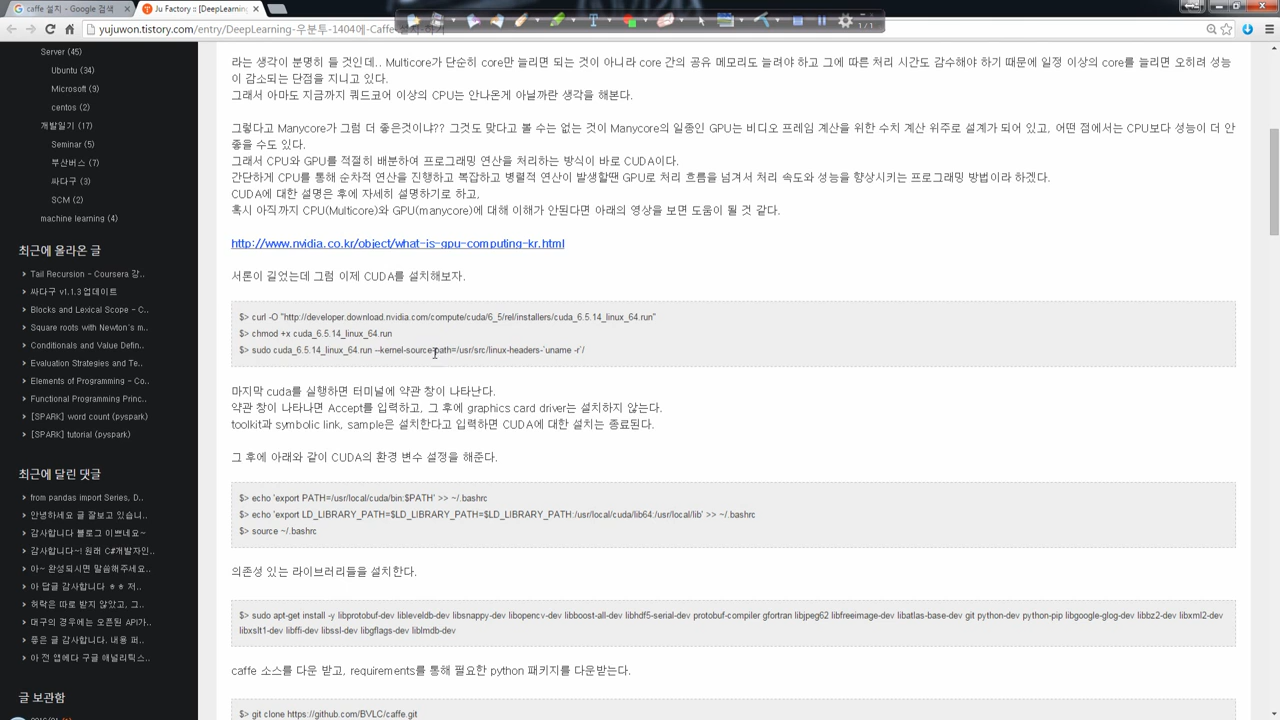 caffe 설치 - Google 검색
Ju Factory :: [DeepLearning
1/1
yujuwon.tistory.com/entry/DeepLearning-우분투-1404에-Caffe-설치-하기
Server (45)
Ubuntu (34)
Microsoft (9)
centos (2)
개발일기 (17)
Seminar (5)
부산버스 (7)
싸다구 (3)
SCM (2)
machine learning (4)
최근에 올라온 글
Tail Recursion - Coursera 강..
싸다구 v1.1.3 업데이트
Blocks and Lexical Scope - C..
Square roots with Newton's m..
Conditionals and Value Defin..
Evaluation Strategies and Te..
Elements of Programming - Co..
Functional Programming Princ..
[SPARK] word count (pyspark)
[SPARK] tutorial (pyspark)
최근에 달린 댓글
from pandas import Series, D..
안녕하세요 글 잘보고 있습니..
감사합니다 블로그 이쁘네요~
감사합니다~! 원래 C#개발자인..
아~ 완성되시면 말씀해주세요..
아 답글 감사합니다 ㅎㅎ 저..
허락은 따로 받지 않았고, 그..
대구의 경우에는 오픈된 API가..
좋은 글 감사합니다. 내용 퍼..
아 전 앱에다 구글 애널리틱스..
글 보관함
라는 생각이 분명히 들 것인데.. Multicore가 단순히 core만 늘리면 되는 것이 아니라 core 간의 공유 메모리도 늘려야 하고 그에 따른 처리 시간도 감수해야 하기 때문에 일정 이상의 core를 늘리면 오히려 성능
이 감소되는 단점을 지니고 있다.
그래서 아마도 지금까지 쿼드코어 이상의 CPU는 안나온게 아닐까란 생각을 해본다.
그렇다고 Manycore가 그럼 더 좋은것이냐?? 그것도 맞다고 볼 수는 없는 것이 Manycore의 일종인 GPU는 비디오 프레임 계산을 위한 수치 계산 위주로 설계가 되어 있고, 어떤 점에서는 CPU보다 성능이 더 안
좋을 수도 있다.
그래서 CPU와 GPU를 적절히 배분하여 프로그래밍 연산을 처리하는 방식이 바로 CUDA이다.
간단하게 CPU를 통해 순차적 연산을 진행하고 복잡하고 병렬적 연산이 발생할땐 GPU로 처리 흐름을 넘겨서 처리 속도와 성능을 향상시키는 프로그래밍 방법이라 하겠다.
CUDA에 대한 설명은 후에 자세히 설명하기로 하고,
혹시 아직까지 CPU(Multicore)와 GPU(manycore)에 대해 이해가 안된다면 아래의 영상을 보면 도움이 될 것 같다.
http://www.nvidia.co.kr/object/what-is-gpu-computing-kr.html
서론이 길었는데 그럼 이제 CUDA를 설치해보자.
$> curl -O "http://developer.download.nvidia.com/compute/cuda/6_5/rel/installers/cuda_6.5.14_linux_64.run"
$> chmod +x cuda_6.5.14_linux_64.run
$> sudo cuda_6.5.14_linux_64.run --kernel-source-path=/usr/src/linux-headers-`uname -r`/
마지막 cuda를 실행하면 터미널에 약관 창이 나타난다.
약관 창이 나타나면 Accept를 입력하고, 그 후에 graphics card driver는 설치하지 않는다.
toolkit과 symbolic link, sample은 설치한다고 입력하면 CUDA에 대한 설치는 종료된다.
그 후에 아래와 같이 CUDA의 환경 변수 설정을 해준다.
$> echo 'export PATH=/usr/local/cuda/bin:$PATH' >> ~/.bashrc
$> echo 'export LD_LIBRARY_PATH=$LD_LIBRARY_PATH=$LD_LIBRARY_PATH:/usr/local/cuda/lib64:/usr/local/lib' >> ~/.bashrc
$> source ~/.bashrc
의존성 있는 라이브러리들을 설치한다.
$> sudo apt-get install -y libprotobuf-dev libleveldb-dev libsnappy-dev libopencv-dev libboost-all-dev libhdf5-serial-dev protobuf-compiler gfortran libjpeg62 libfreeimage-dev libatlas-base-dev git python-dev python-pip libgoogle-glog-dev libbz2-dev libxml2-dev
libxslt1-dev libffi-dev libssl-dev libgflags-dev liblmdb-dev
caffe 소스를 다운 받고, requirements를 통해 필요한 python 패키지를 다운받는다.
$> git clone https://github.com/BVLC/caffe.git